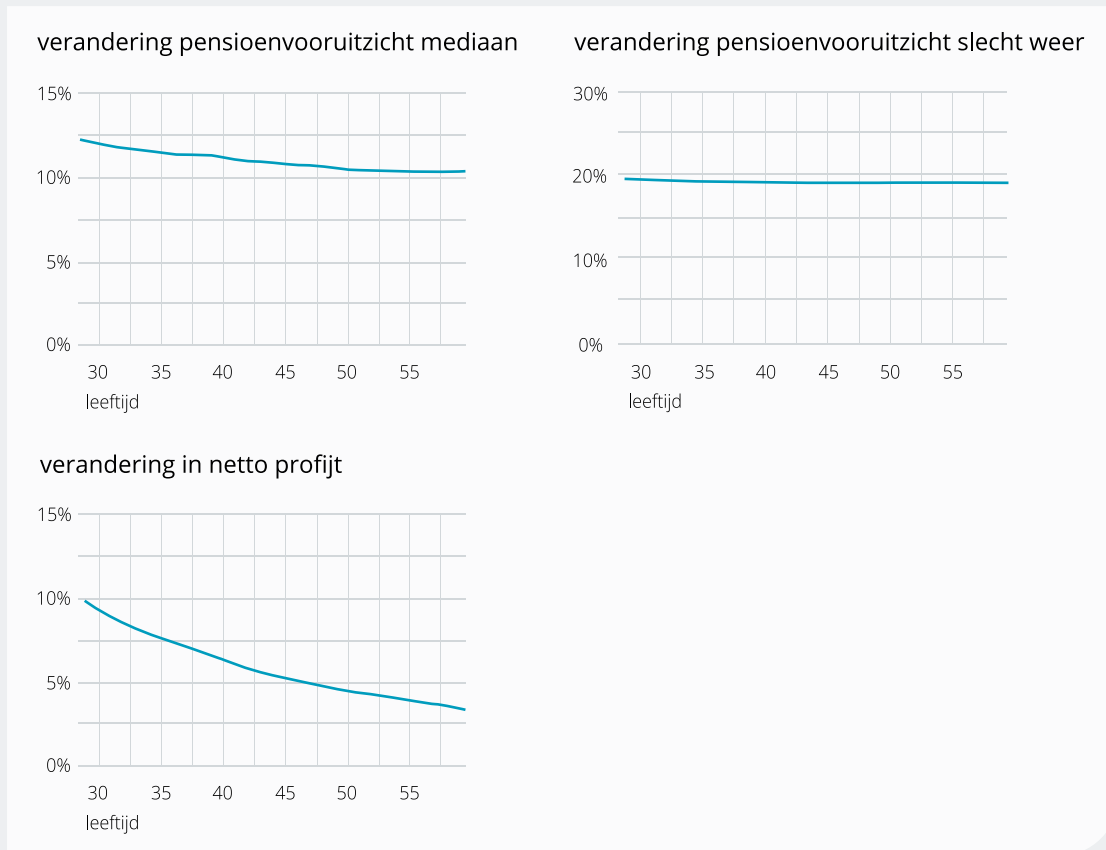 verandering pensioenvooruitzicht mediaan
15%
10%
5%
0%
30 35 40 45 50 55
leeftijd
verandering pensioenvooruitzicht slecht weer
30%
20%
10%
0%
30 35 40 45 50 55
leeftijd
verandering in netto profijt
15%
10%
5%
0%
30 35 40 45 50 55
leeftijd